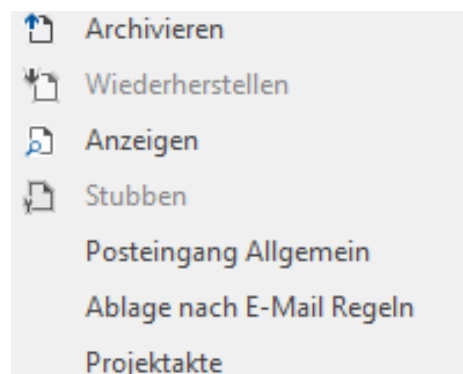 Archivieren
Wiederherstellen
Anzeigen
Stubben
Posteingang Allgemein
Ablage nach E-Mail Regeln
Projektakte